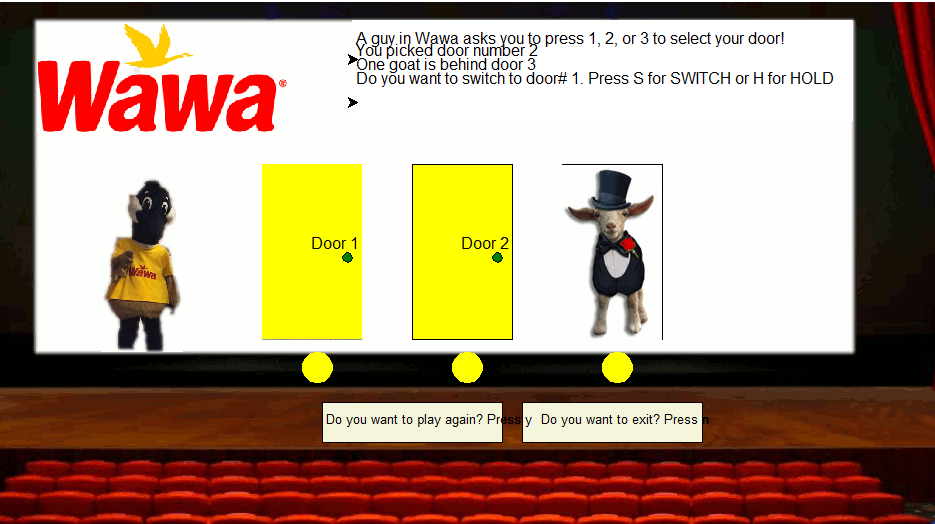 Wawa®
A guy in Wawa asks you to press 1, 2, or 3 to select your door!
You picked door number 2
One goat is behind door 3
Do you want to switch to door# 1. Press S for SWITCH or H for HOLD
Wawa
Door 1
Door 2
Do you want to play again? Press y
Do you want to exit? Press n